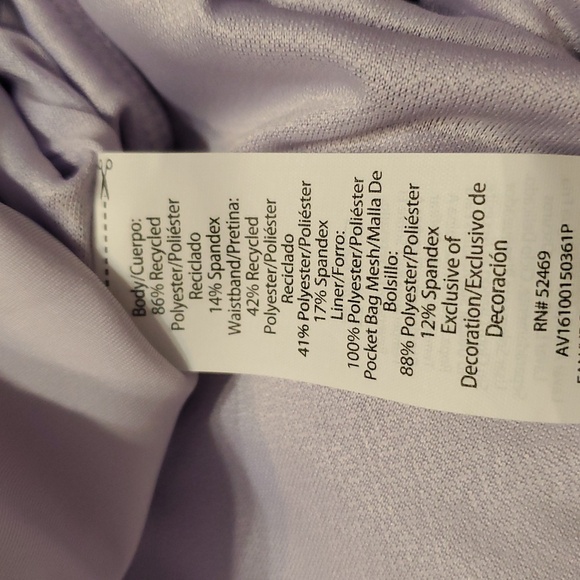 Body/Cuerpo:
86% Recycled
Polyester/Poliéster
Reciclado
14% Spandex
Waistband/Pretina:
42% Recycled
Polyester/Poliéster
Reciclado
41% Polyester/Poliéster
17% Spandex
Liner/Forro:
100% Polyester/Poliéster
Pocket Bag Mesh/Malla De
Bolsillo:
88% Polyester/Poliéster
12% Spandex
Exclusive of
Decoration/Exclusivo de
Decoración
RN# 52469
AV16100150361P